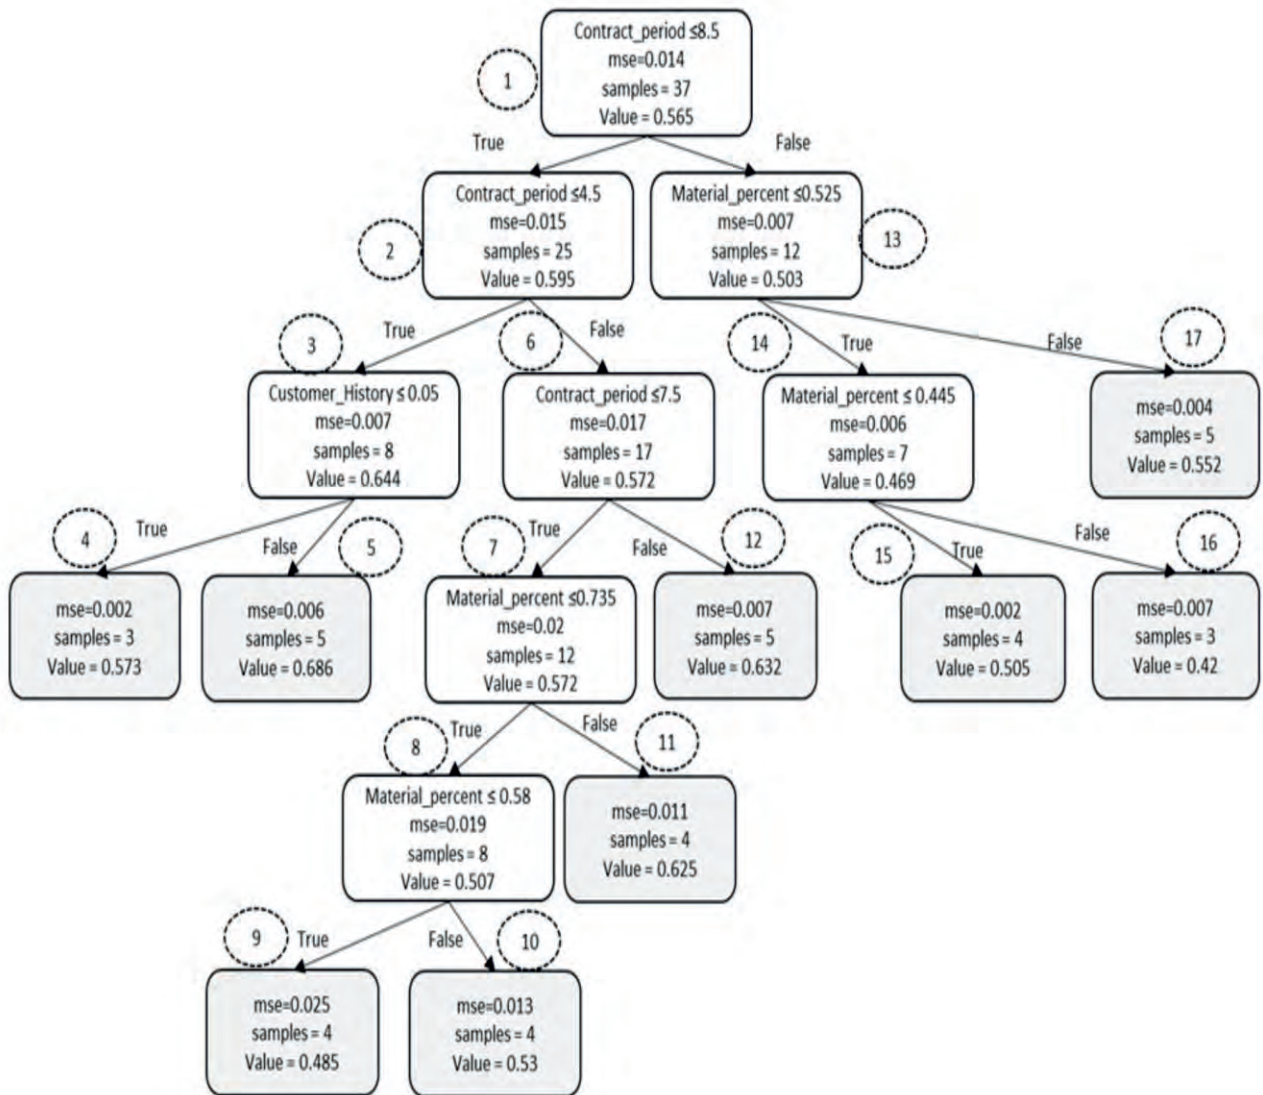 Contract_period ≤8.5
mse=0.014
samples = 37
Value = 0.565
1
True
False
Contract_period ≤4.5
mse=0.015
samples = 25
Value = 0.595
2
Material_percent ≤0.525
mse=0.007
samples = 12
Value = 0.503
13
True
False
True
False
3
6
14
17
Customer_History ≤ 0.05
mse=0.007
samples = 8
Value = 0.644
Contract_period ≤7.5
mse=0.017
samples = 17
Value = 0.572
Material_percent ≤ 0.445
mse=0.006
samples = 7
Value = 0.469
mse=0.004
samples = 5
Value = 0.552
4
True
False
5
7
True
False
12
15
True
False
16
mse=0.002
samples = 3
Value = 0.573
mse=0.006
samples = 5
Value = 0.686
Material_percent ≤0.735
mse=0.02
samples = 12
Value = 0.572
mse=0.007
samples = 5
Value = 0.632
mse=0.002
samples = 4
Value = 0.505
mse=0.007
samples = 3
Value = 0.42
8
True
False
11
Material_percent ≤ 0.58
mse=0.019
samples = 8
Value = 0.507
mse=0.011
samples = 4
Value = 0.625
9
True
False
10
mse=0.025
samples = 4
Value = 0.485
mse=0.013
samples = 4
Value = 0.53